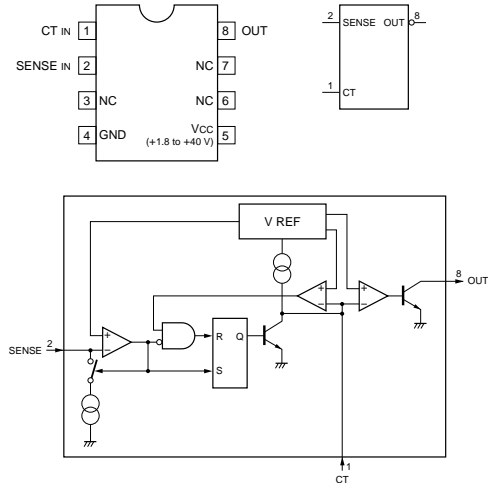 CT IN 1 8 OUT
SENSE IN 2 NC 7
3 NC NC 6
4 GND VCC 5
(+1.8 to +40 V)
2 SENSE OUT 8
1 CT
V REF
+
−
+
−
+
−
8 OUT
SENSE 2
R Q
S
1
CT